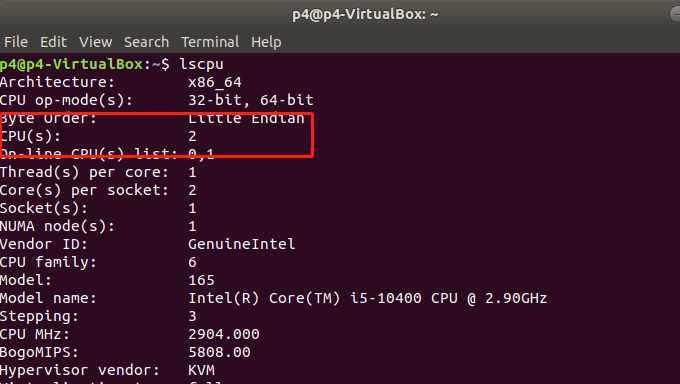 p4@p4-VirtualBox: ~
File Edit View Search Terminal Help
p4@p4-VirtualBox:~$ lscpu
Architecture: x86_64
CPU op-mode(s): 32-bit, 64-bit
Byte Order: Little Endian
CPU(s): 2
On-line CPU(s) list: 0,1
Thread(s) per core: 1
Core(s) per socket: 2
Socket(s): 1
NUMA node(s): 1
Vendor ID: GenuineIntel
CPU family: 6
Model: 165
Model name: Intel(R) Core(TM) i5-10400 CPU @ 2.90GHz
Stepping: 3
CPU MHz: 2904.000
BogoMIPS: 5808.00
Hypervisor vendor: KVM